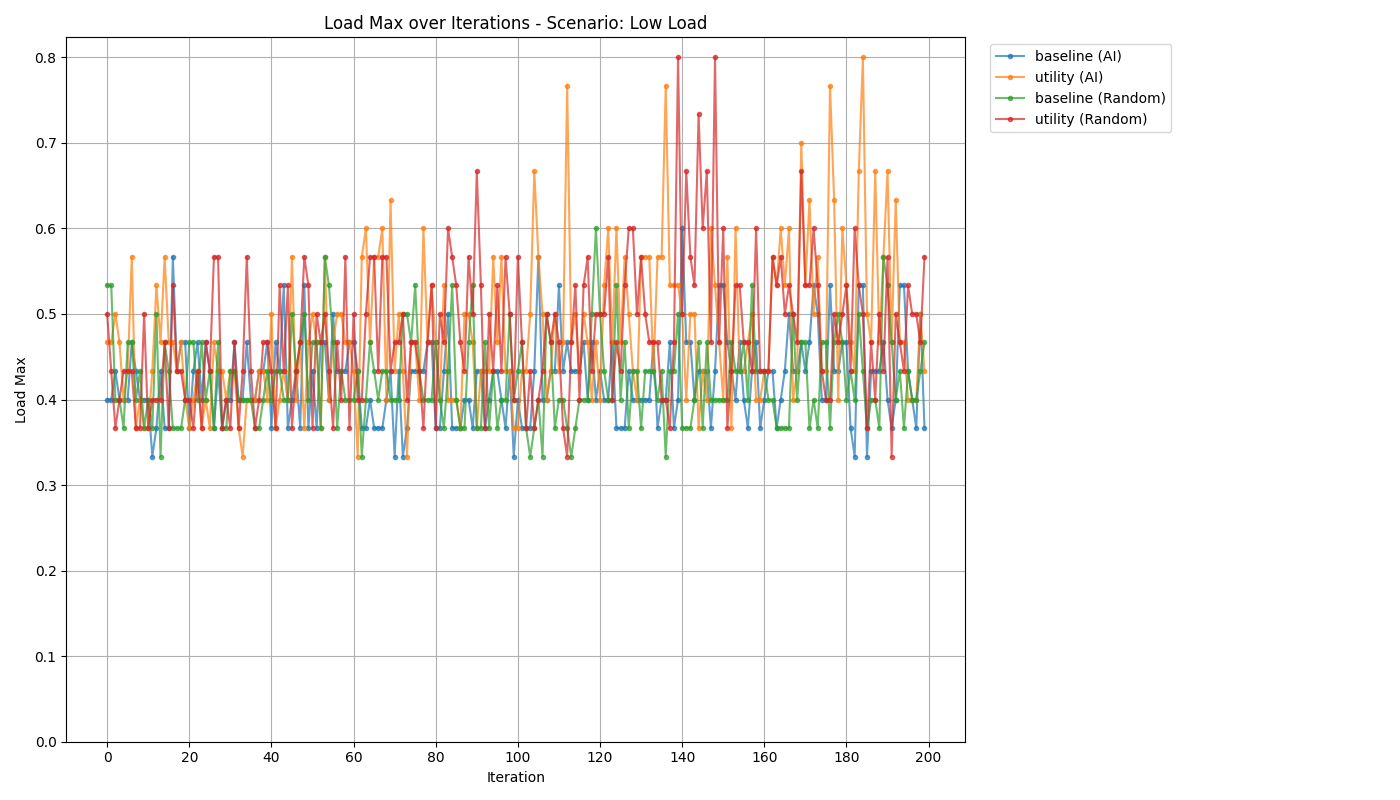 Load Max over Iterations - Scenario: Low Load
baseline (AI)
utility (AI)
baseline (Random)
utility (Random)
Load Max
0.8
0.7
0.6
0.5
0.4
0.3
0.2
0.1
0.0
0 20 40 60 80 100 120 140 160 180 200
Iteration